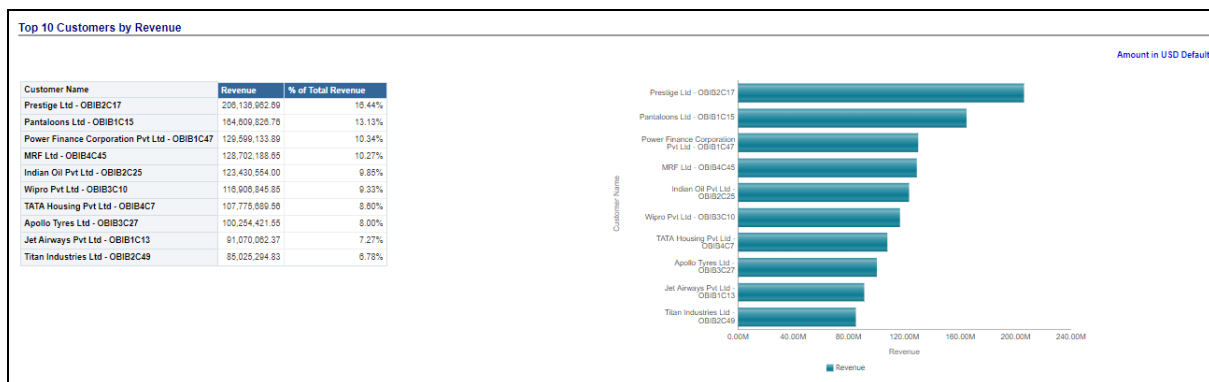 Top 10 Customers by Revenue
Amount in USD Default
Customer Name Revenue % of Total Revenue
Prestige Ltd - OBIB2C17 206,136,962.69 16.44%
Pantaloons Ltd - OBIB1C15 164,609,826.76 13.13%
Power Finance Corporation Pvt Ltd - OBIB1C47 129,599,133.89 10.34%
MRF Ltd - OBIB4C45 128,702,188.65 10.27%
Indian Oil Pvt Ltd - OBIB2C25 123,430,554.00 9.85%
Wipro Pvt Ltd - OBIB3C10 116,906,845.85 9.33%
TATA Housing Pvt Ltd - OBIB4C7 107,775,689.56 8.60%
Apollo Tyres Ltd - OBIB3C27 100,254,421.55 8.00%
Jet Airways Pvt Ltd - OBIB1C13 91,070,062.37 7.27%
Titan Industries Ltd - OBIB2C49 85,025,294.83 6.78%
Customer Name
Prestige Ltd - OBIB2C17
Pantaloons Ltd - OBIB1C15
Power Finance Corporation
Pvt Ltd - OBIB1C47
MRF Ltd - OBIB4C45
Indian Oil Pvt Ltd -
OBIB2C25
Wipro Pvt Ltd - OBIB3C10
TATA Housing Pvt Ltd -
OBIB4C7
Apollo Tyres Ltd -
OBIB3C27
Jet Airways Pvt Ltd -
OBIB1C13
Titan Industries Ltd -
OBIB2C49
0.00M 40.00M 80.00M 120.00M 160.00M 200.00M 240.00M
Revenue
Revenue